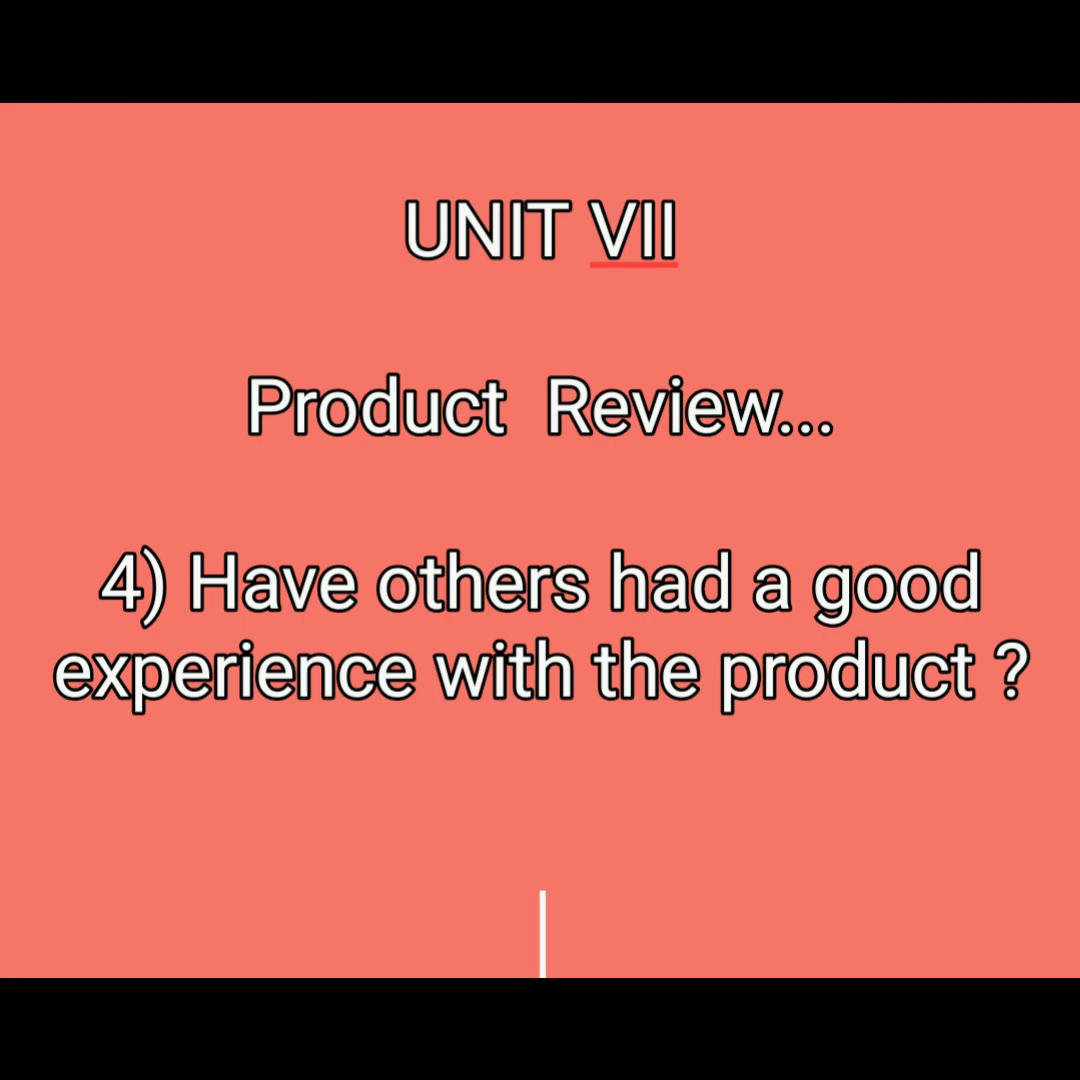 UNIT VII
Product Review...
4) Have others had a good
experience with the product ?